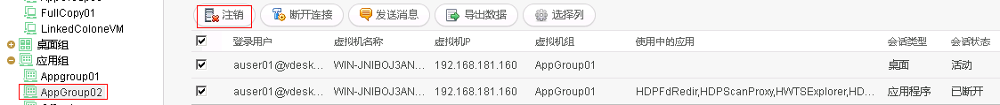 FullCopy01
LinkedColoneVM
桌面组
应用组
Appgroup01
AppGroup02
注销 断开连接 发送消息 导出数据 选择列
登录用户 虚拟机名称 虚拟机IP 虚拟机组 使用中的应用 会话类型 会话状态
auser01@vdesk... WIN-JNIBOJ3AN... 192.168.181.160 AppGroup01 桌面 活动
auser01@vdesk... WIN-JNIBOJ3AN... 192.168.181.160 AppGroup01 HDPFdRedir,HDPScanProxy,HWTSExplorer,HD... 应用程序 已断开